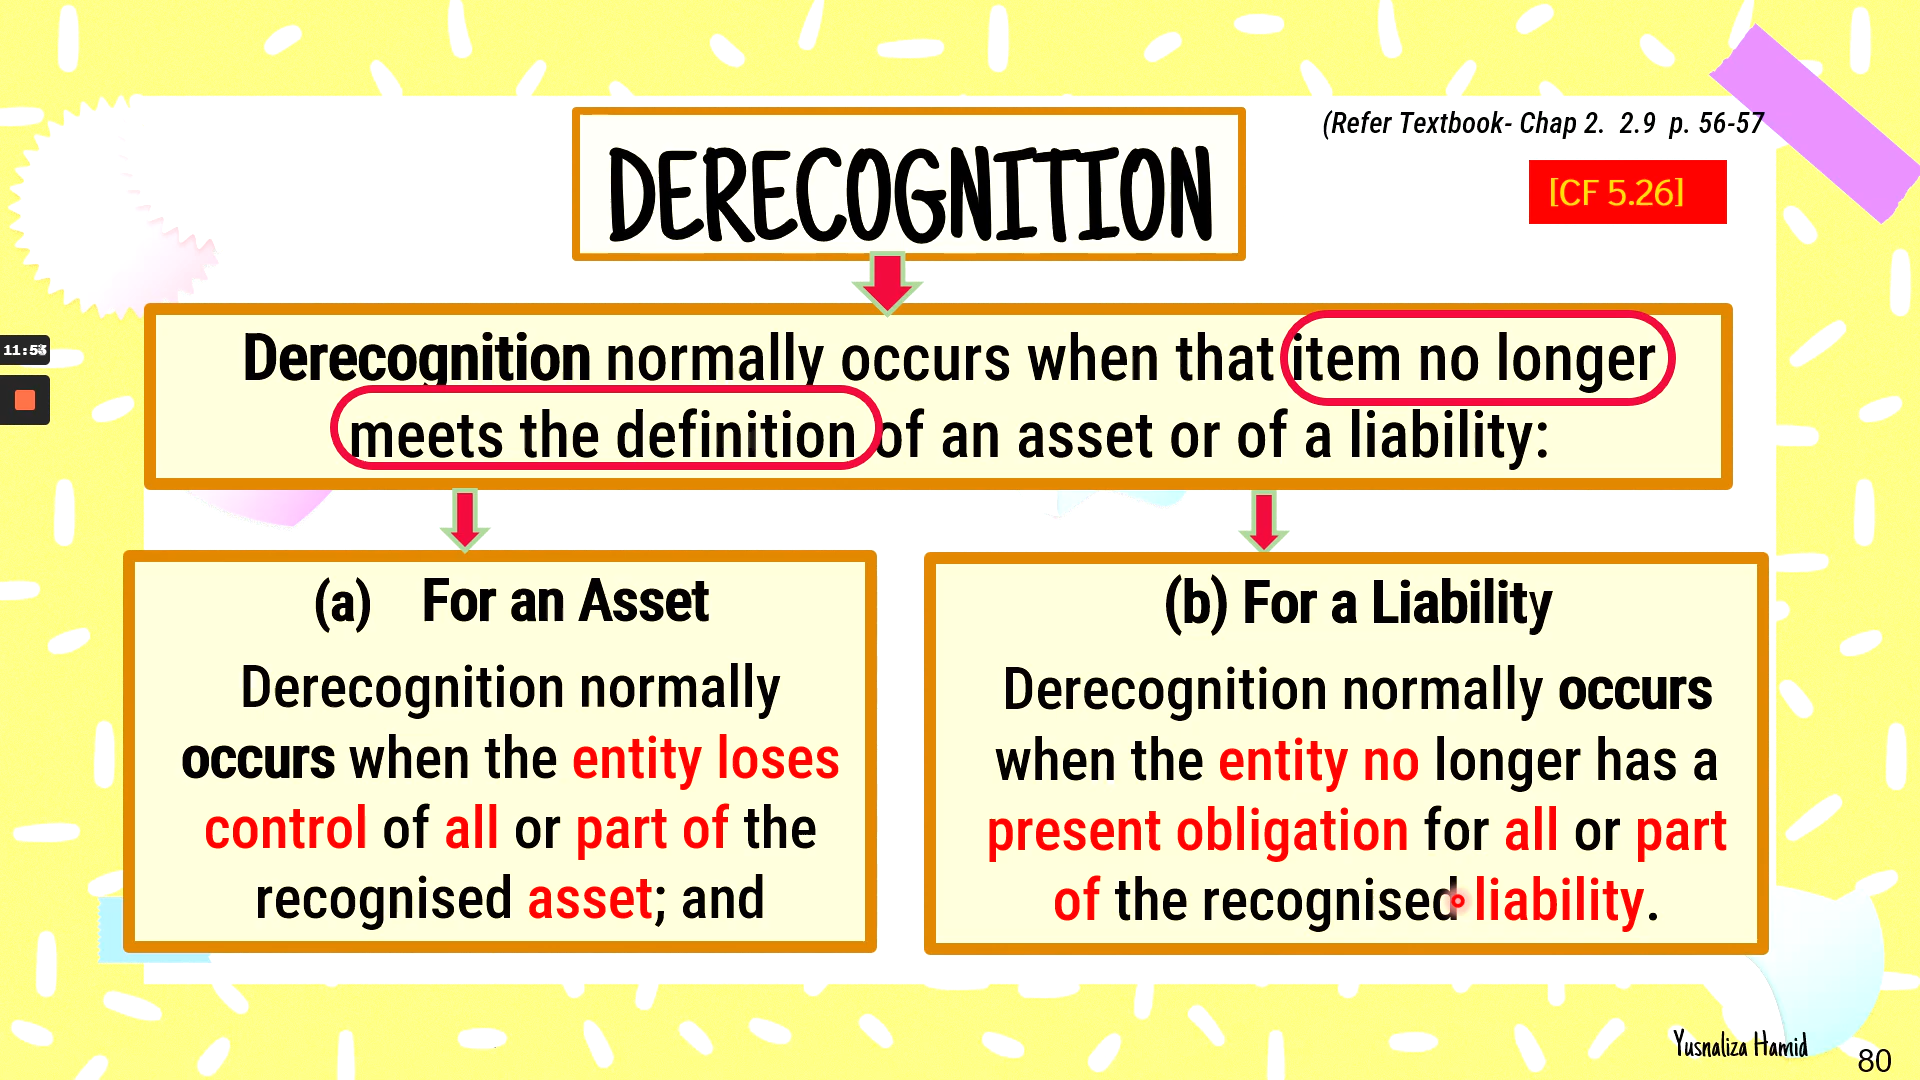 (Refer Textbook- Chap 2. 2.9 p. 56-57
DERECOGNITION
[CF 5.26]
Derecognition normally occurs when that item no longer
meets the definition of an asset or of a liability:
(a) For an Asset
Derecognition normally
occurs when the entity loses
control of all or part of the
recognised asset; and
(b) For a Liability
Derecognition normally occurs
when the entity no longer has a
present obligation for all or part
of the recognised liability.
Yusnaliza Hamid
80